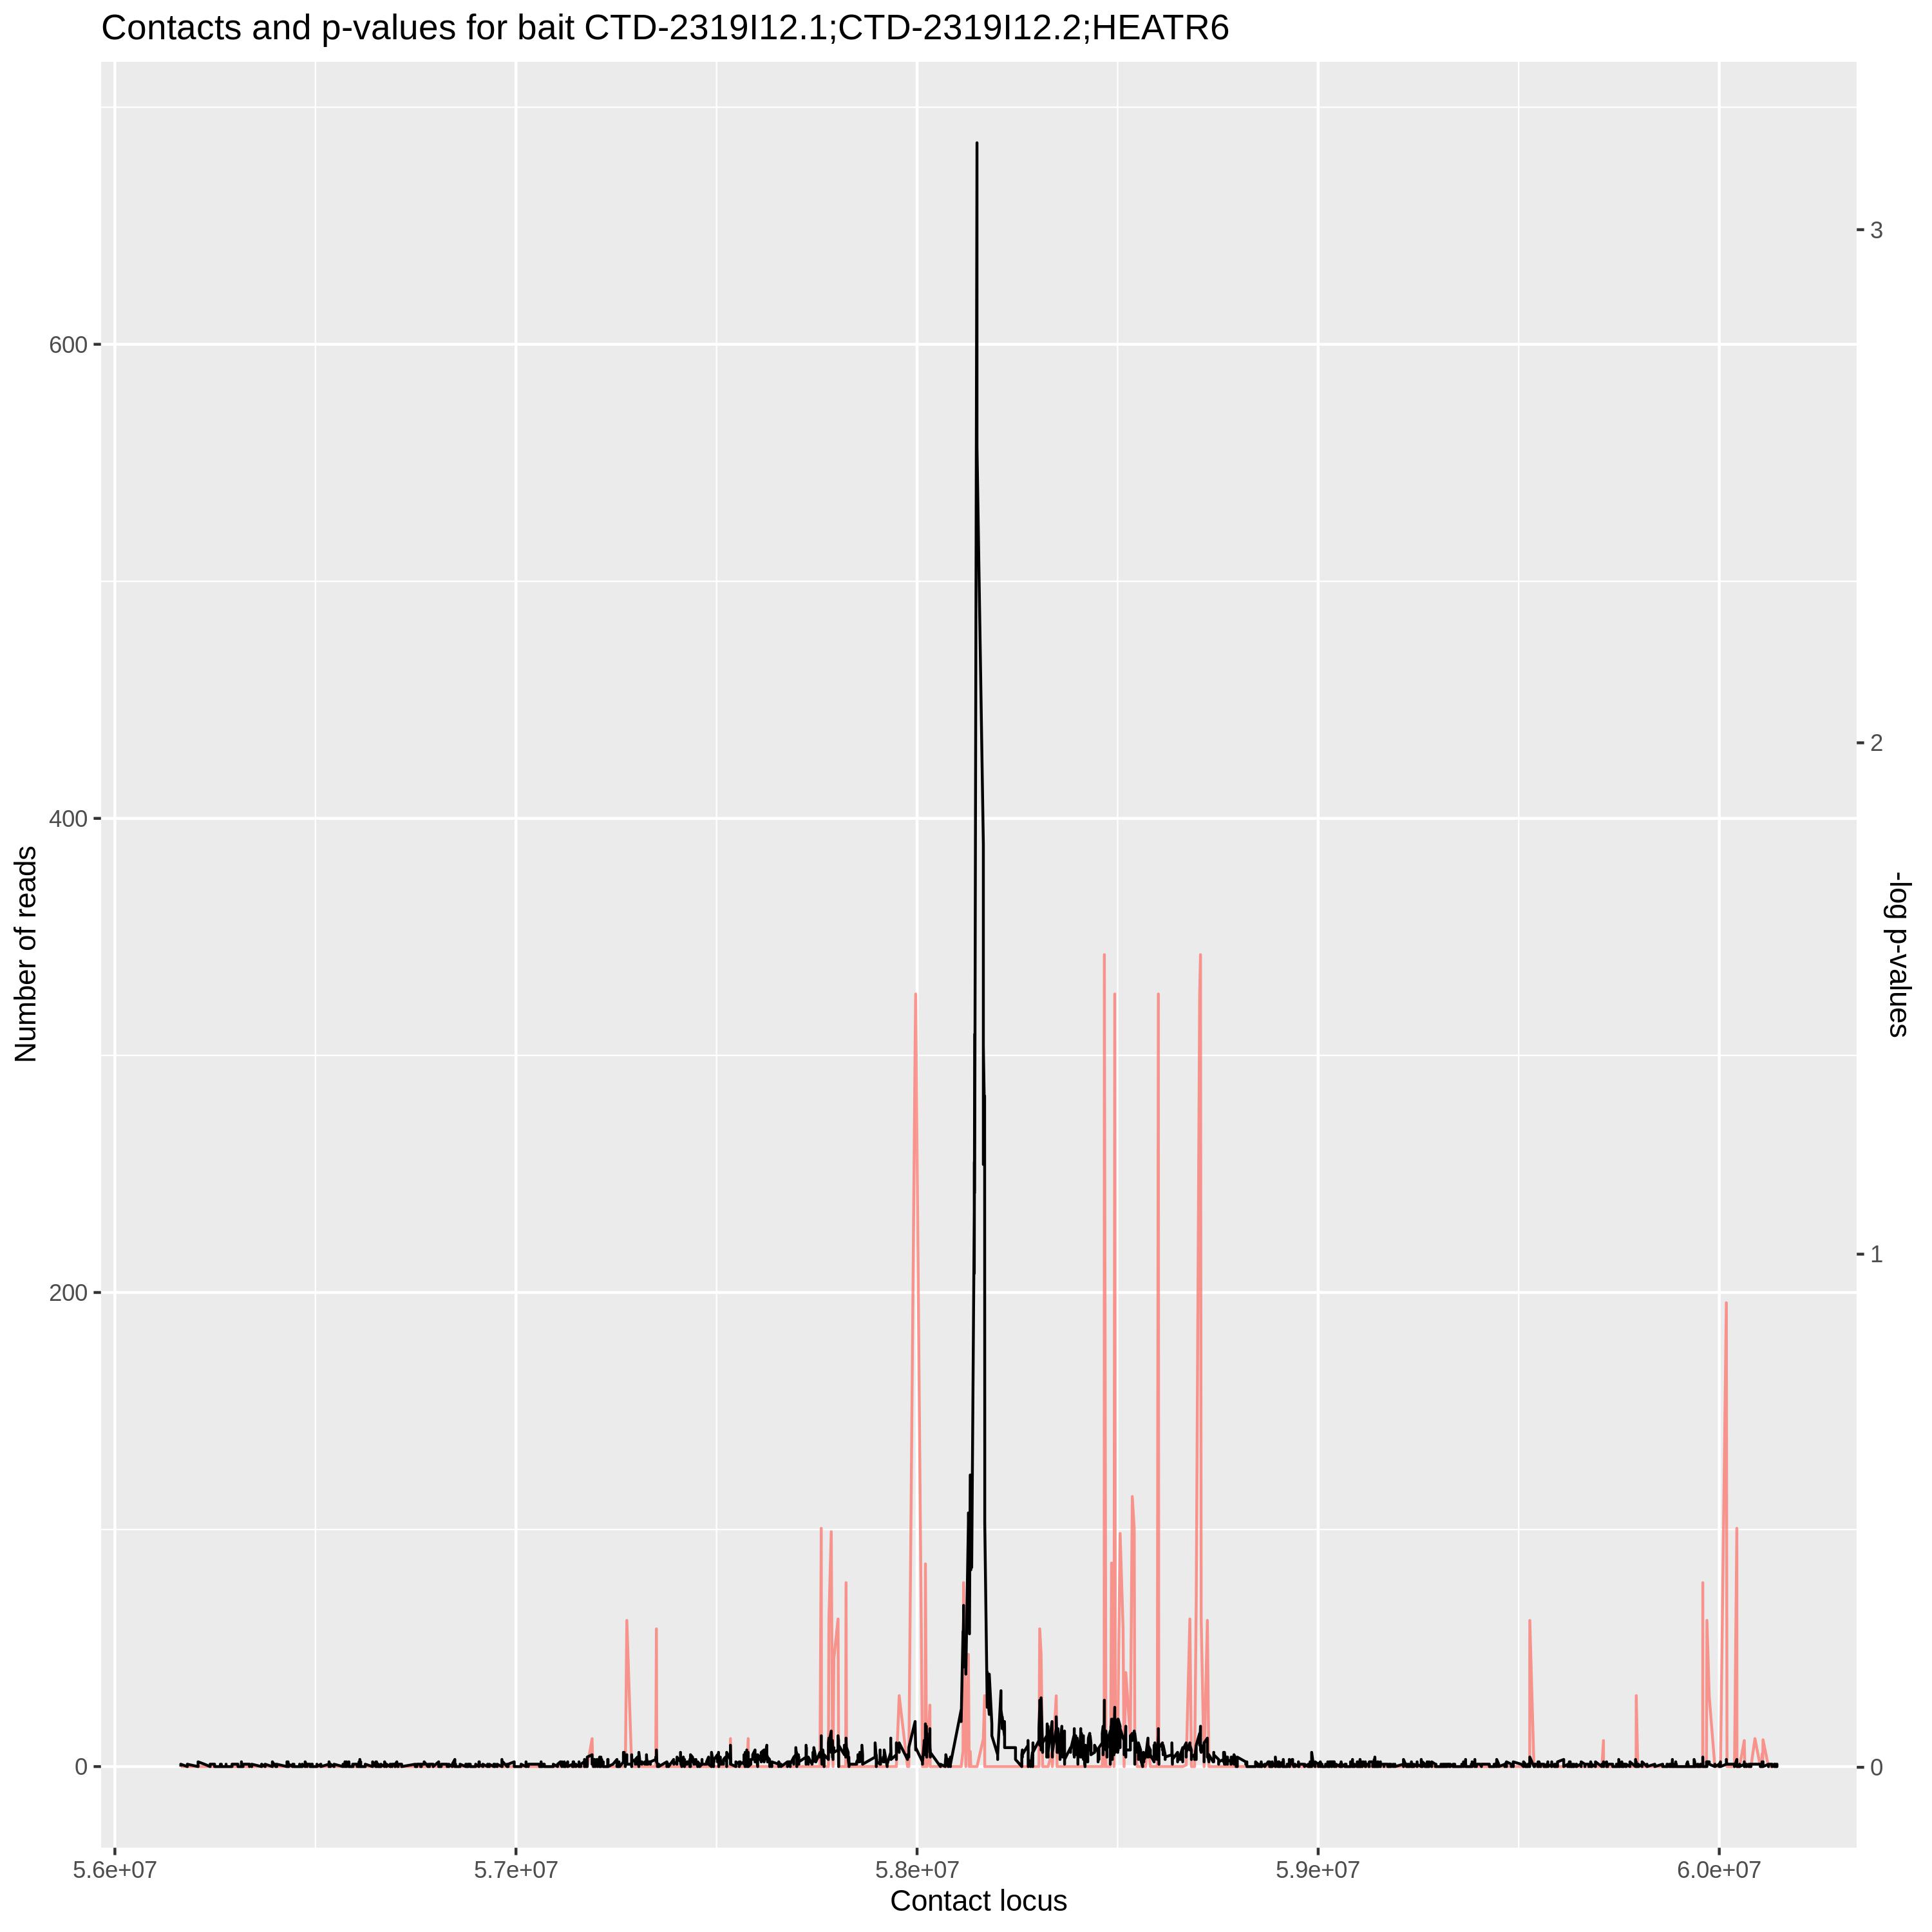 Contacts and p-values for bait CTD-2319I12.1;CTD-2319I12.2;HEATR6
Number of reads
600
400
200
0
3
2
1
0
-log p-values
5.6e+07 5.7e+07 5.8e+07 5.9e+07 6.0e+07
Contact locus